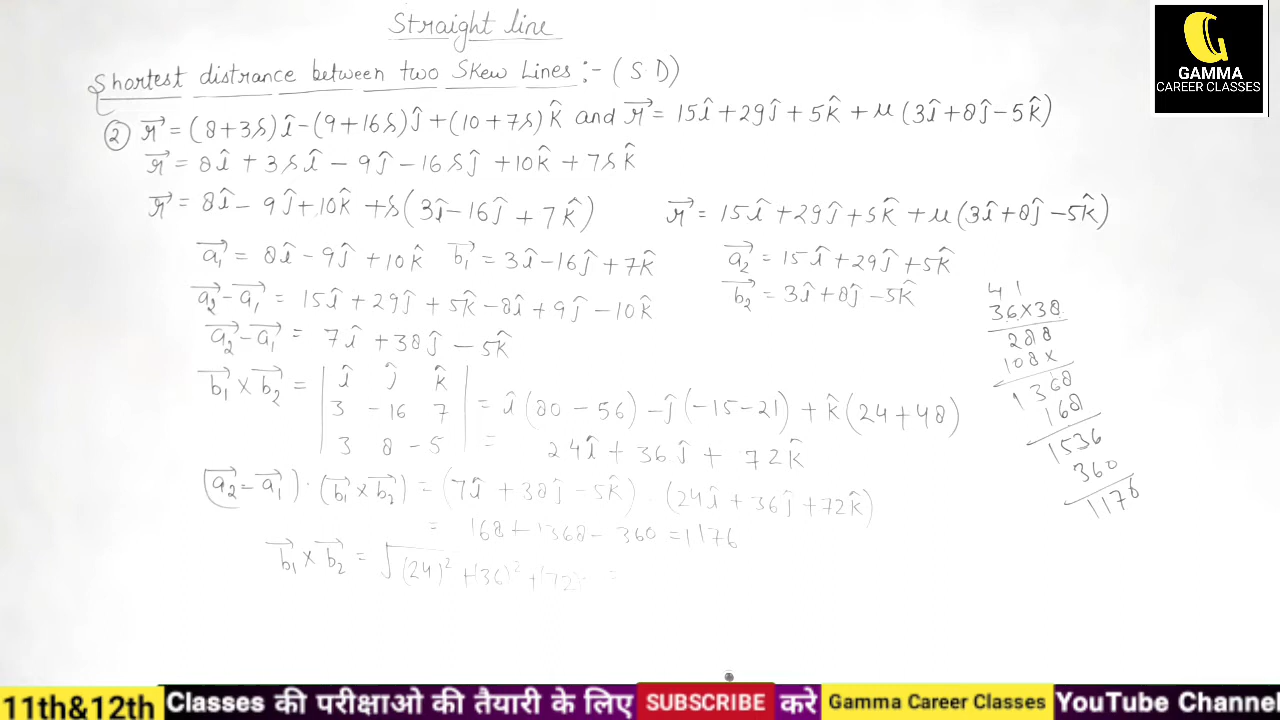 Straight line
Shortest distrance between two Skew Lines :- (S.D)
② r⃗ = (8+3s)î-(9+16s)ĵ+(10+7s)k̂ and r⃗ = 15î+29ĵ+5k̂+μ(3î+8ĵ-5k̂)
r⃗ = 8î + 3sî - 9ĵ - 16sĵ + 10k̂ + 7sk̂
r⃗ = 8î - 9ĵ + 10k̂ + s(3î-16ĵ+7k̂) r⃗ = 15î+29ĵ+5k̂+μ(3î+8ĵ-5k̂)
a₁⃗ = 8î-9ĵ+10k̂ b₁⃗ = 3î-16ĵ+7k̂ a₂⃗ = 15î+29ĵ+5k̂
a₂⃗-a₁⃗ = 15î+29ĵ+5k̂-8î+9ĵ-10k̂ b₂⃗ = 3î+8ĵ-5k̂
a₂⃗-a₁⃗ = 7î+38ĵ-5k̂
b₁⃗ × b₂⃗ = | î ĵ k̂ |
| 3 -16 7 | = î(80-56)-ĵ(-15-21)+k̂(24+48)
| 3 8 -5 | = 24î+36ĵ+72k̂
(a₂⃗-a₁⃗)·(b₁⃗×b₂⃗) = (7î+38ĵ-5k̂)·(24î+36ĵ+72k̂)
= 168+1368-360=1176
b₁⃗×b₂⃗ = √(24)²+(36)²+(72) =
4 1
36×38
288
108×
1368
168
1536
360
1176
GAMMA
CAREER CLASSES
11th&12th Classes की परीक्षाओ की तैयारी के लिए SUBSCRIBE करे Gamma Career Classes YouTube Channe